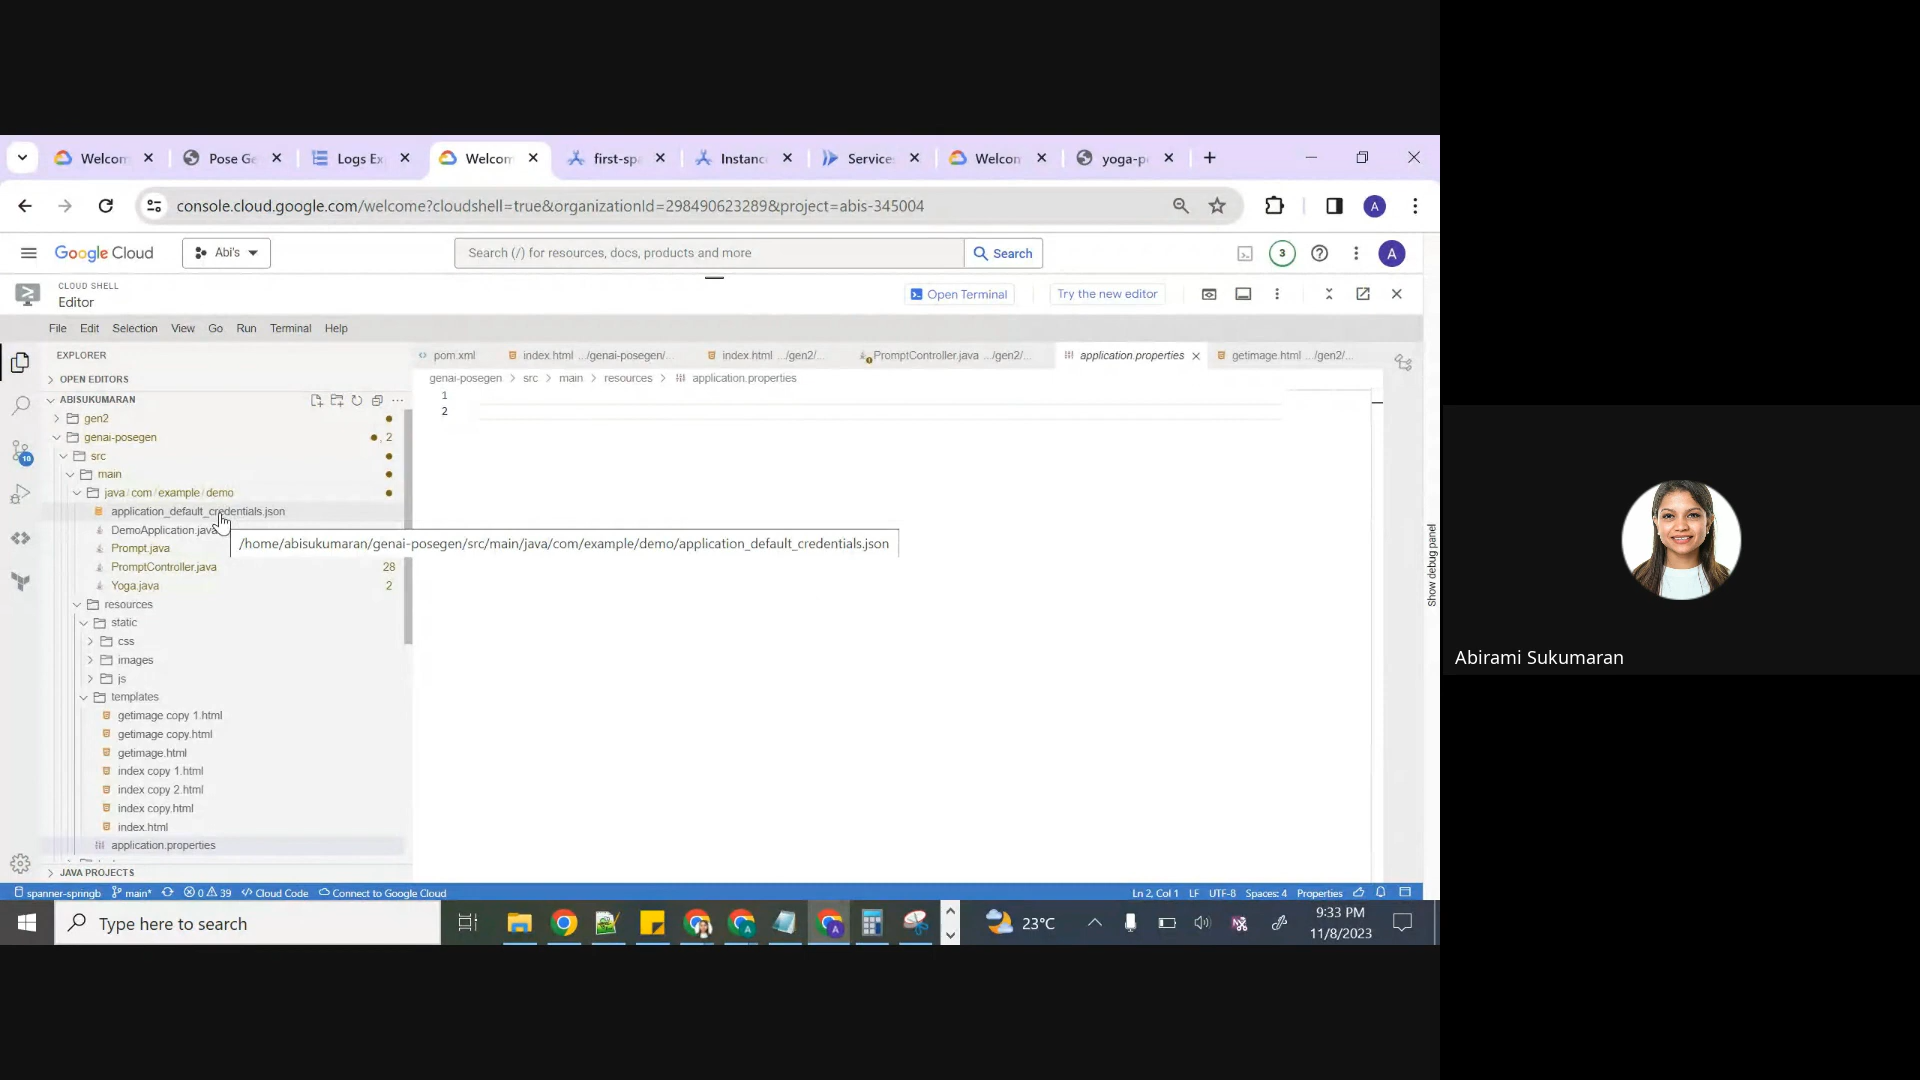 Welcom
Pose Ge
Logs Ex
Welcom
first-sp
Instanc
Service
Welcon
yoga-p
console.cloud.google.com/welcome?cloudshell=true&organizationId=298490623289&project=abis-345004
A
Google Cloud
Abi's
Search (/) for resources, docs, products and more
Search
3
A
CLOUD SHELL
Editor
Open Terminal
Try the new editor
File Edit Selection View Go Run Terminal Help
EXPLORER
OPEN EDITORS
ABISUKUMARAN
gen2
genai-posegen
, 2
src
main
java/com/example/demo
application_default_credentials.json
DemoApplication.java
/home/abisukumaran/genai-posegen/src/main/java/com/example/demo/application_default_credentials.json
Prompt.java
PromptController.java 28
Yoga.java 2
resources
static
css
images
js
templates
getimage copy 1.html
getimage copy.html
getimage.html
index copy 1.html
index copy 2.html
index copy.html
index.html
application.properties
JAVA PROJECTS
pom.xml
index.html .../genai-posegen/...
index.html .../gen2/...
PromptController.java .../gen2/...
application.properties
getimage.html .../gen2/...
genai-posegen > src > main > resources > application.properties
1
2
Show debug panel
spanner-springb main* 0 39 Cloud Code Connect to Google Cloud
Ln 2, Col 1 LF UTF-8 Spaces: 4 Properties
Type here to search
23°C
9:33 PM
11/8/2023
Abirami Sukumaran